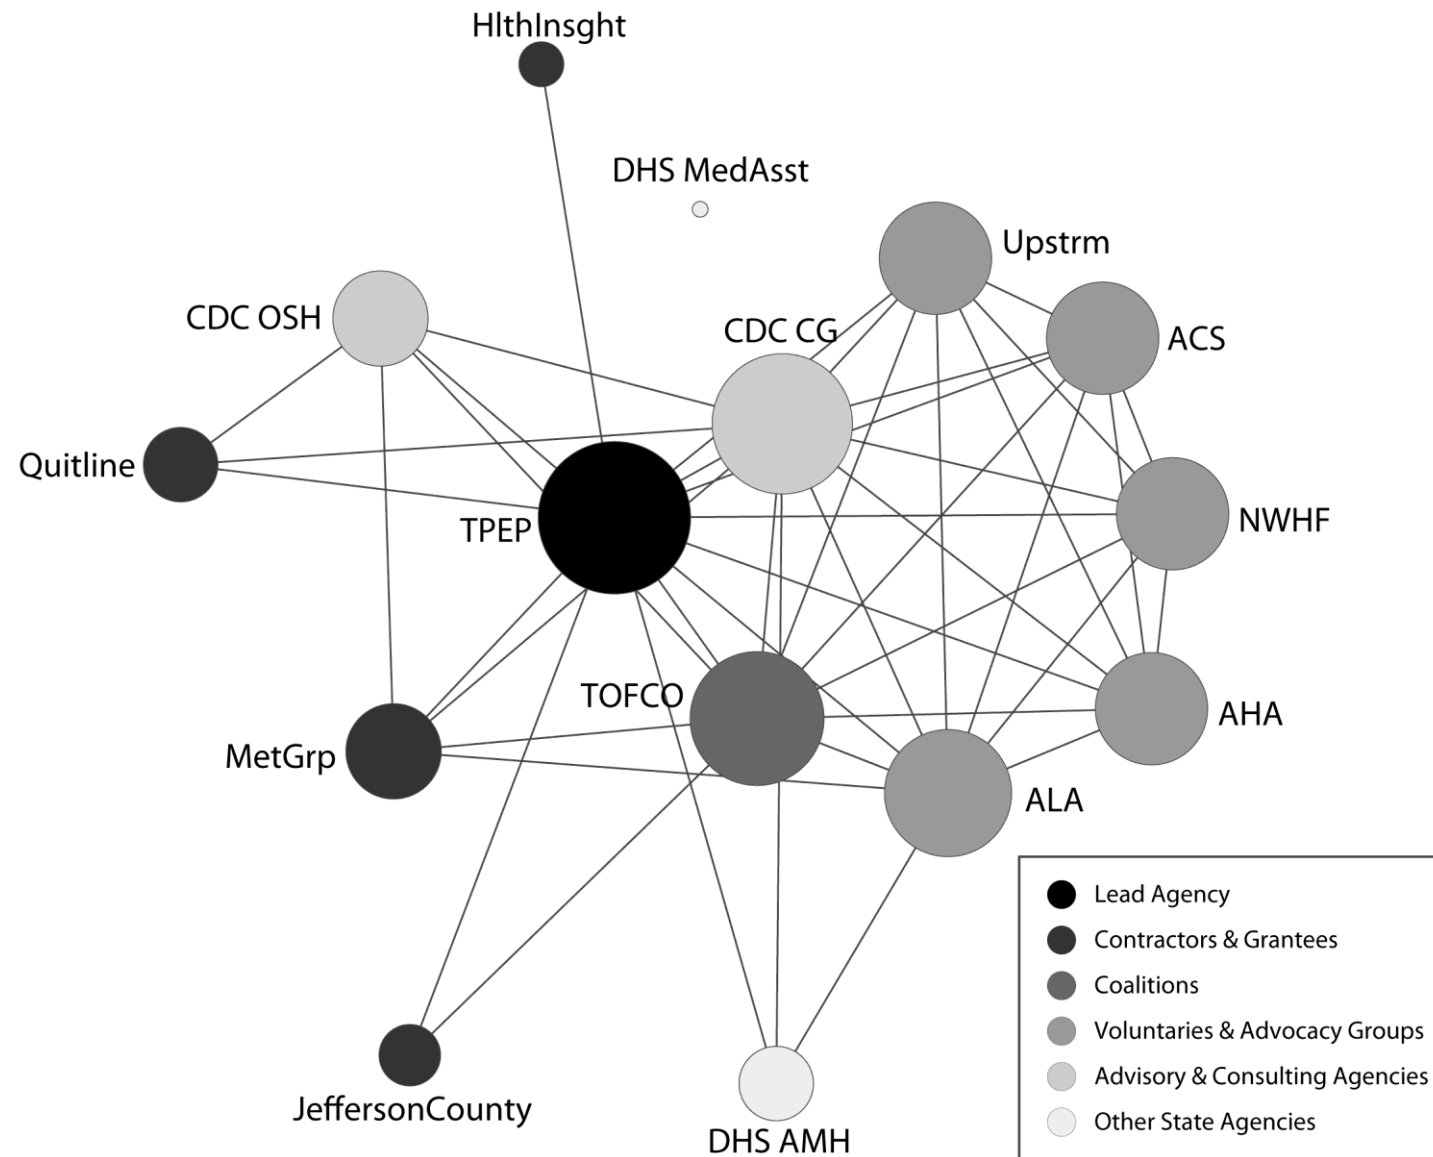 HlthInsght
DHS MedAsst
Upstrm
CDC OSH
CDC CG
ACS
Quitline
TPEP
NWHF
TOFCO
AHA
MetGrp
ALA
Lead Agency
Contractors & Grantees
Coalitions
Voluntaries & Advocacy Groups
Advisory & Consulting Agencies
Other State Agencies
JeffersonCounty
DHS AMH